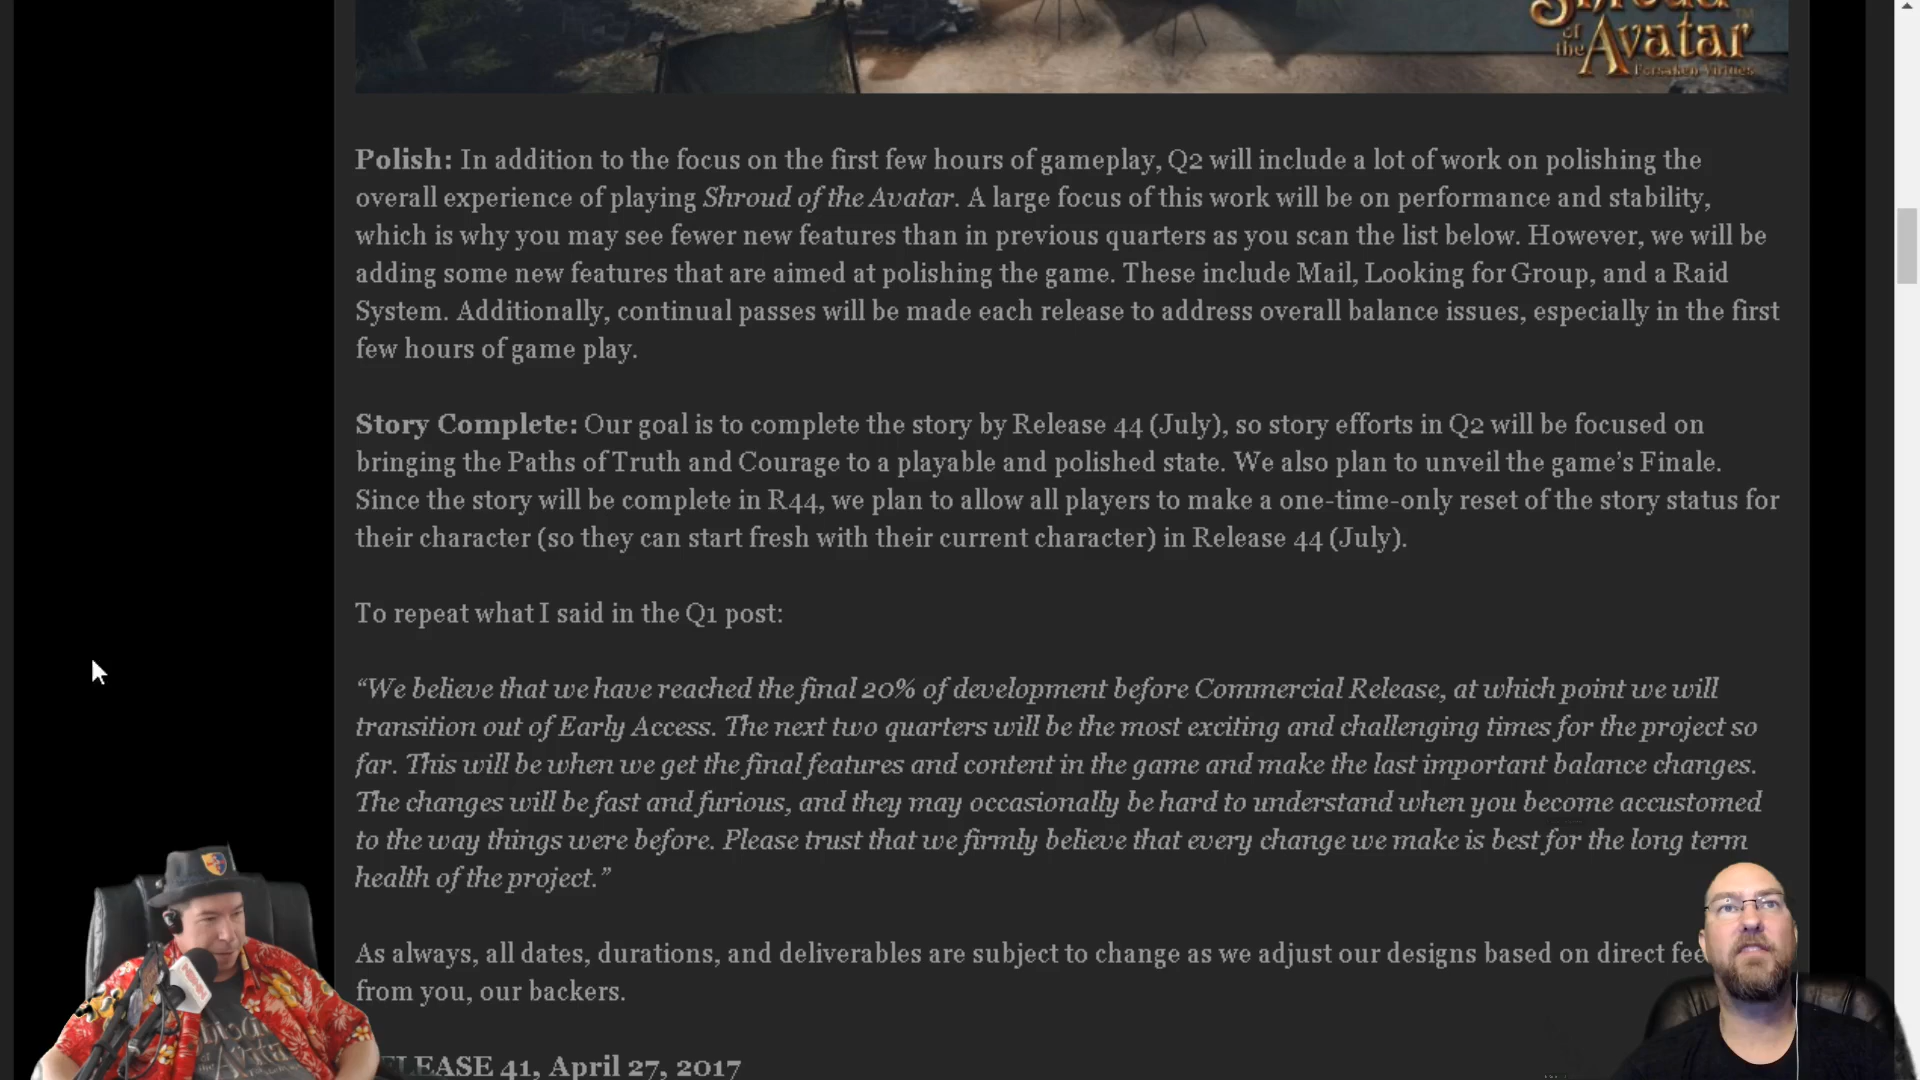 Shroud
of
the Avatar™
Forsaken Virtues
Polish: In addition to the focus on the first few hours of gameplay, Q2 will include a lot of work on polishing the
overall experience of playing Shroud of the Avatar. A large focus of this work will be on performance and stability,
which is why you may see fewer new features than in previous quarters as you scan the list below. However, we will be
adding some new features that are aimed at polishing the game. These include Mail, Looking for Group, and a Raid
System. Additionally, continual passes will be made each release to address overall balance issues, especially in the first
few hours of game play.
Story Complete: Our goal is to complete the story by Release 44 (July), so story efforts in Q2 will be focused on
bringing the Paths of Truth and Courage to a playable and polished state. We also plan to unveil the game’s Finale.
Since the story will be complete in R44, we plan to allow all players to make a one-time-only reset of the story status for
their character (so they can start fresh with their current character) in Release 44 (July).
To repeat what I said in the Q1 post:
“We believe that we have reached the final 20% of development before Commercial Release, at which point we will
transition out of Early Access. The next two quarters will be the most exciting and challenging times for the project so
far. This will be when we get the final features and content in the game and make the last important balance changes.
The changes will be fast and furious, and they may occasionally be hard to understand when you become accustomed
to the way things were before. Please trust that we firmly believe that every change we make is best for the long term
health of the project.”
As always, all dates, durations, and deliverables are subject to change as we adjust our designs based on direct fee
from you, our backers.
ELEASE 41, April 27, 2017